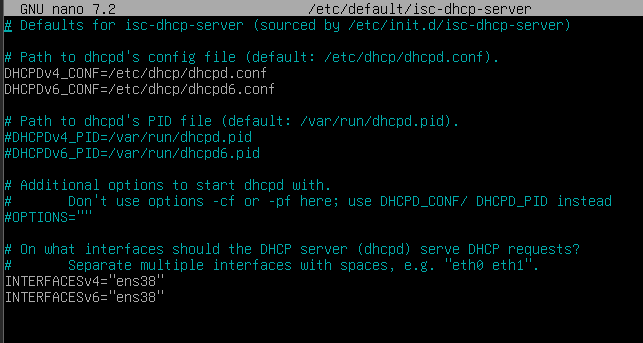 GNU nano 7.2 /etc/default/isc-dhcp-server
# Defaults for isc-dhcp-server (sourced by /etc/init.d/isc-dhcp-server)
# Path to dhcpd's config file (default: /etc/dhcp/dhcpd.conf).
DHCPDv4_CONF=/etc/dhcp/dhcpd.conf
DHCPDv6_CONF=/etc/dhcp/dhcpd6.conf
# Path to dhcpd's PID file (default: /var/run/dhcpd.pid).
#DHCPDv4_PID=/var/run/dhcpd.pid
#DHCPDv6_PID=/var/run/dhcpd6.pid
# Additional options to start dhcpd with.
#       Don't use options -cf or -pf here; use DHCPD_CONF/ DHCPD_PID instead
#OPTIONS=""
# On what interfaces should the DHCP server (dhcpd) serve DHCP requests?
#       Separate multiple interfaces with spaces, e.g. "eth0 eth1".
INTERFACESv4="ens38"
INTERFACESv6="ens38"